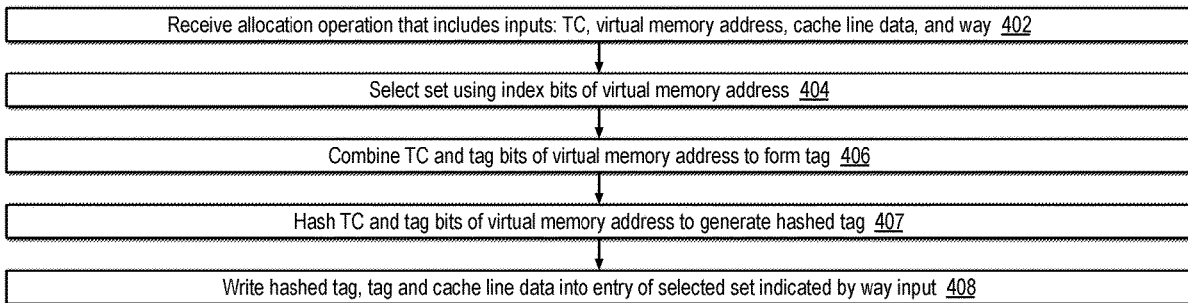 Receive allocation operation that includes inputs: TC, virtual memory address, cache line data, and way 402
Select set using index bits of virtual memory address 404
Combine TC and tag bits of virtual memory address to form tag 406
Hash TC and tag bits of virtual memory address to generate hashed tag 407
Write hashed tag, tag and cache line data into entry of selected set indicated by way input 408